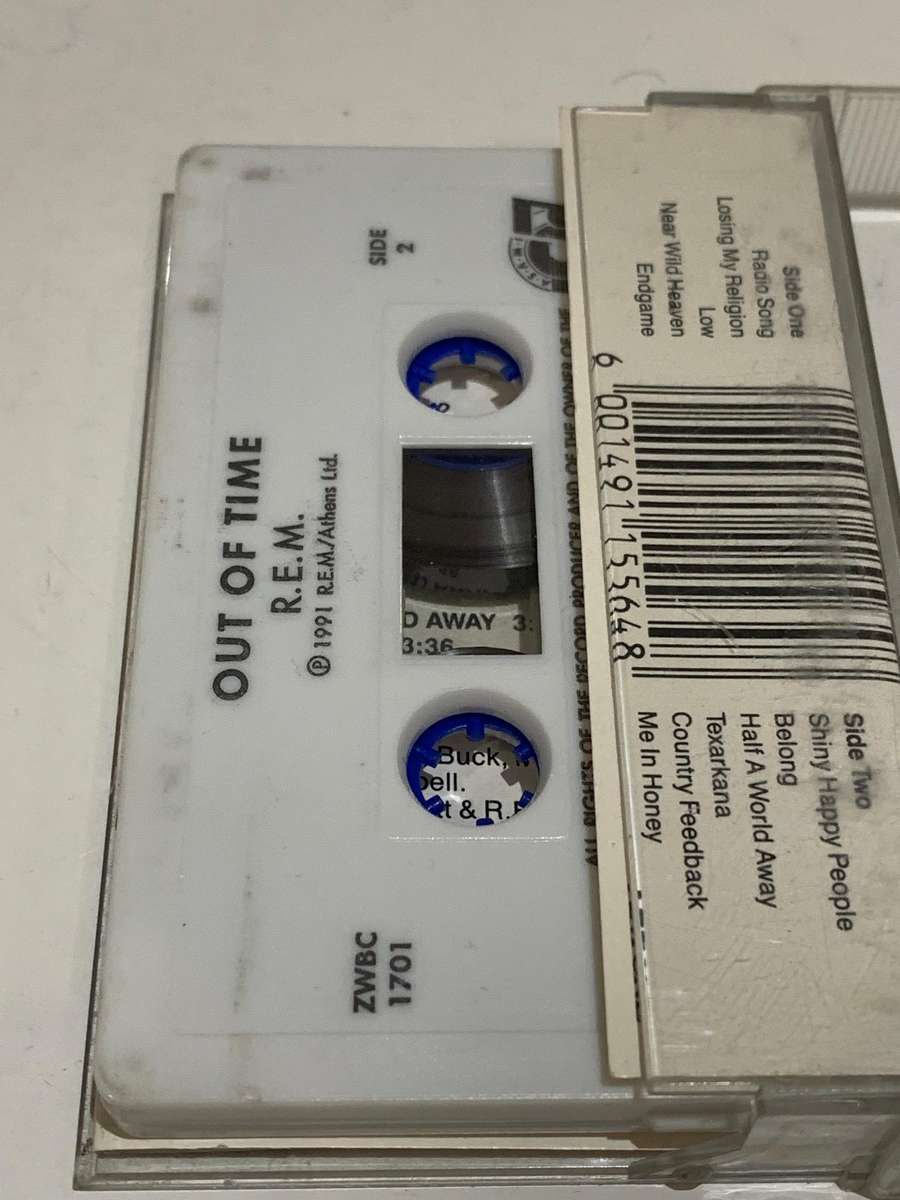 SIDE
2
OUT OF TIME
R.E.M.
℗ 1991 R.E.M./Athens Ltd.
ZWBC
1701
D AWAY 3:
3:36
Buck,
pell.
t & R.E
ALL RIGHTS OF THE RECORD PRODUCER AND OF THE OWNER OF THE
Side One
Radio Song
Losing My Religion
Low
Near Wild Heaven
Endgame
6 001491 155648
Side Two
Shiny Happy People
Belong
Half A World Away
Texarkana
Country Feedback
Me In Honey